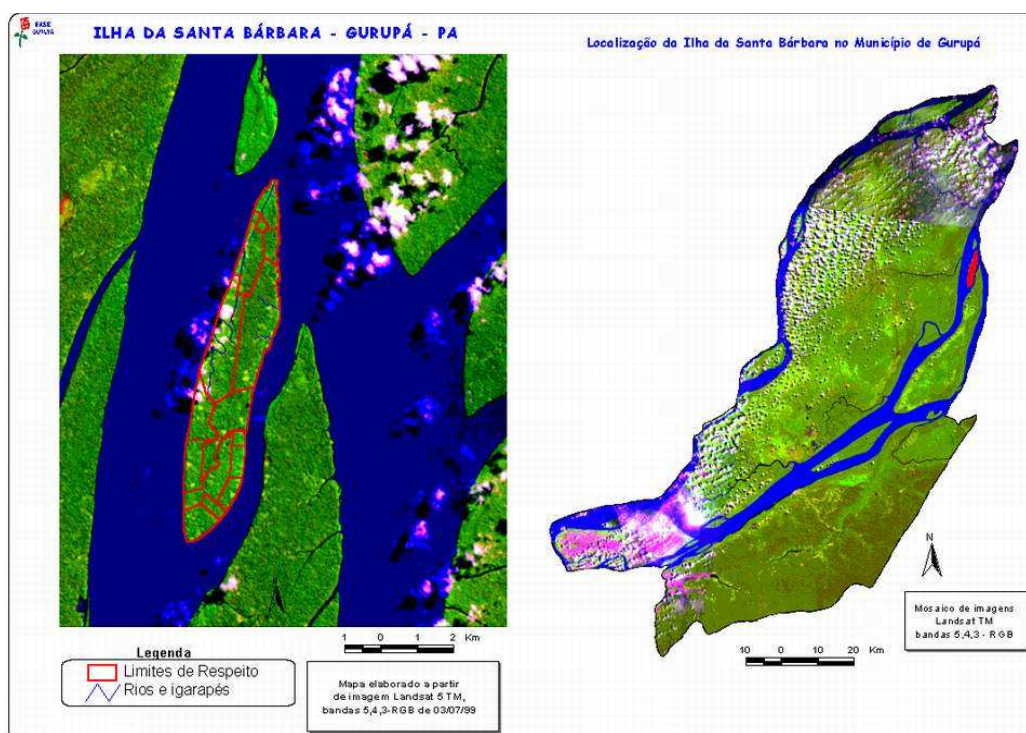 FASE
GURUPÁ
ILHA DA SANTA BÁRBARA - GURUPÁ - PA
Localização da Ilha da Santa Bárbara no Município de Gurupá
1 0 1 2 Km
Legenda
Limites de Respeito
Rios e igarapés
Mapa elaborado a partir
de imagem Landsat 5 TM,
bandas 5,4,3-RGB de 03/07/99
N
Mosaico de imagens
Landsat TM
bandas 5,4,3 - RGB
10 0 10 20 Km